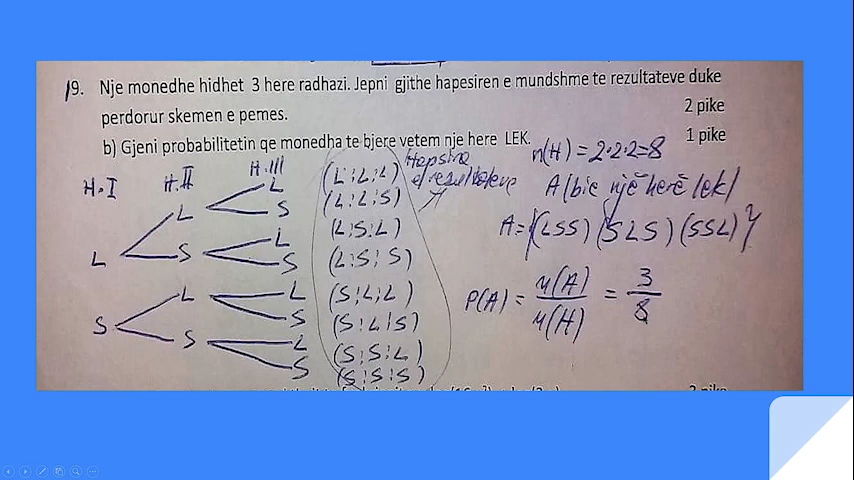 19. Nje monedhe hidhet 3 here radhazi. Jepni gjithe hapesiren e mundshme te rezultateve duke
perdorur skemen e pemes.
2 pike
b) Gjeni probabilitetin qe monedha te bjere vetem nje here LEK.
1 pike
H.I H.II H.III
L
L
L
S
S
L
S
S
L
L
S
S
L
S
(L;L;L)
(L;L;S)
(L;S;L)
(L;S;S)
(S;L;L)
(S;L;S)
(S;S;L)
(S;S;S)
Hapsira
e rezultateve
n(H) = 2·2·2=8
A(bie një herë lek)
A={(LSS)(SLS)(SSL)}
P(A) = n(A)/n(H) = 3/8